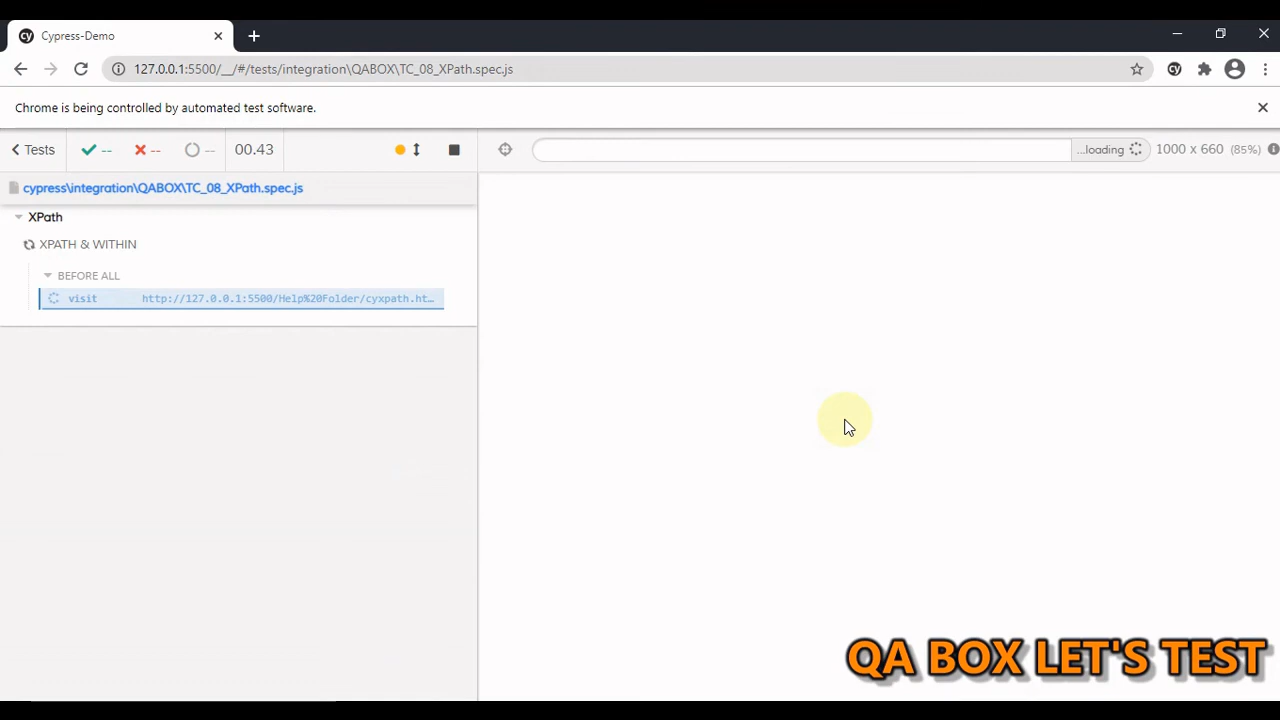 Cypress-Demo
127.0.0.1:5500/__/#/tests/integration\QABOX\TC_08_XPath.spec.js
Chrome is being controlled by automated test software.
Tests -- -- -- 00.43 ...loading 1000 x 660 (85%)
cypress\integration\QABOX\TC_08_XPath.spec.js
XPath
XPATH & WITHIN
BEFORE ALL
visit http://127.0.0.1:5500/Help%20Folder/cyxpath.ht…
QA BOX LET'S TEST